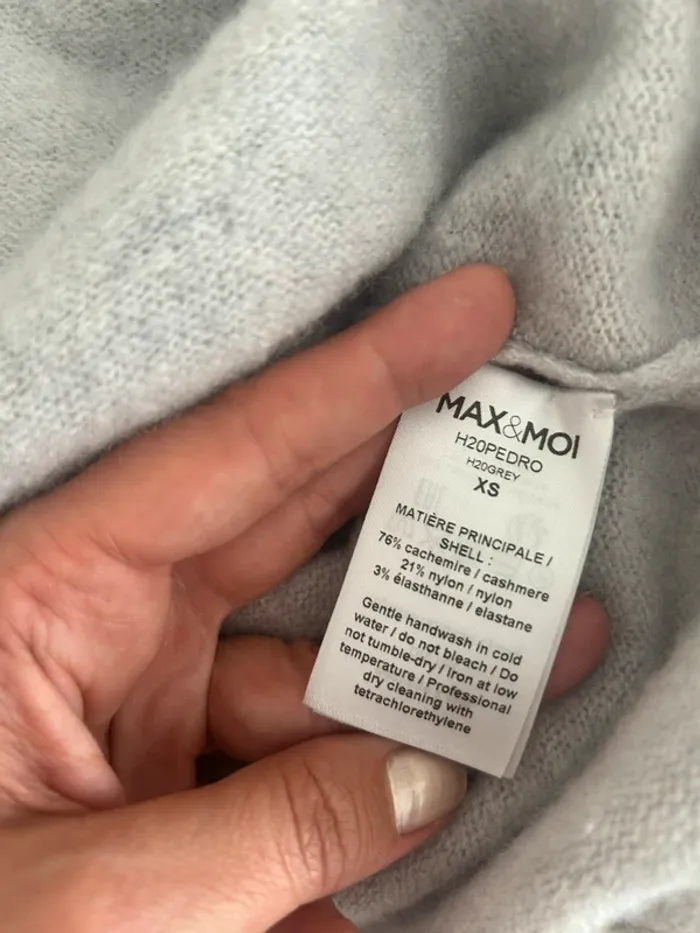 MAX&MOI
H20PEDRO
H20GREY
XS
MATIÈRE PRINCIPALE /
SHELL :
76% cachemire / cashmere
21% nylon / nylon
3% élasthanne / elastane
Gentle handwash in cold
water / do not bleach / Do
not tumble-dry / Iron at low
temperature / Professional
dry cleaning with
tetrachlorethylene